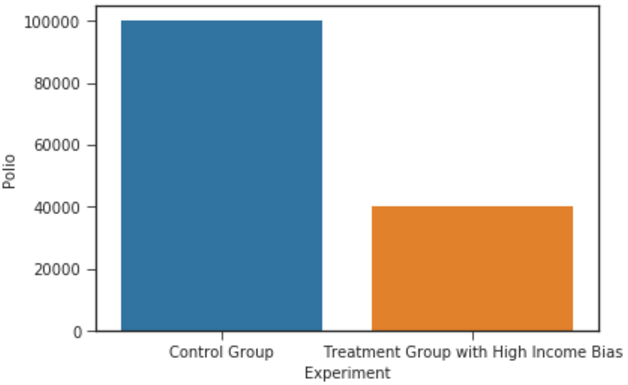 100000
80000
60000
40000
20000
0
Polio
Control Group
Treatment Group with High Income Bias
Experiment